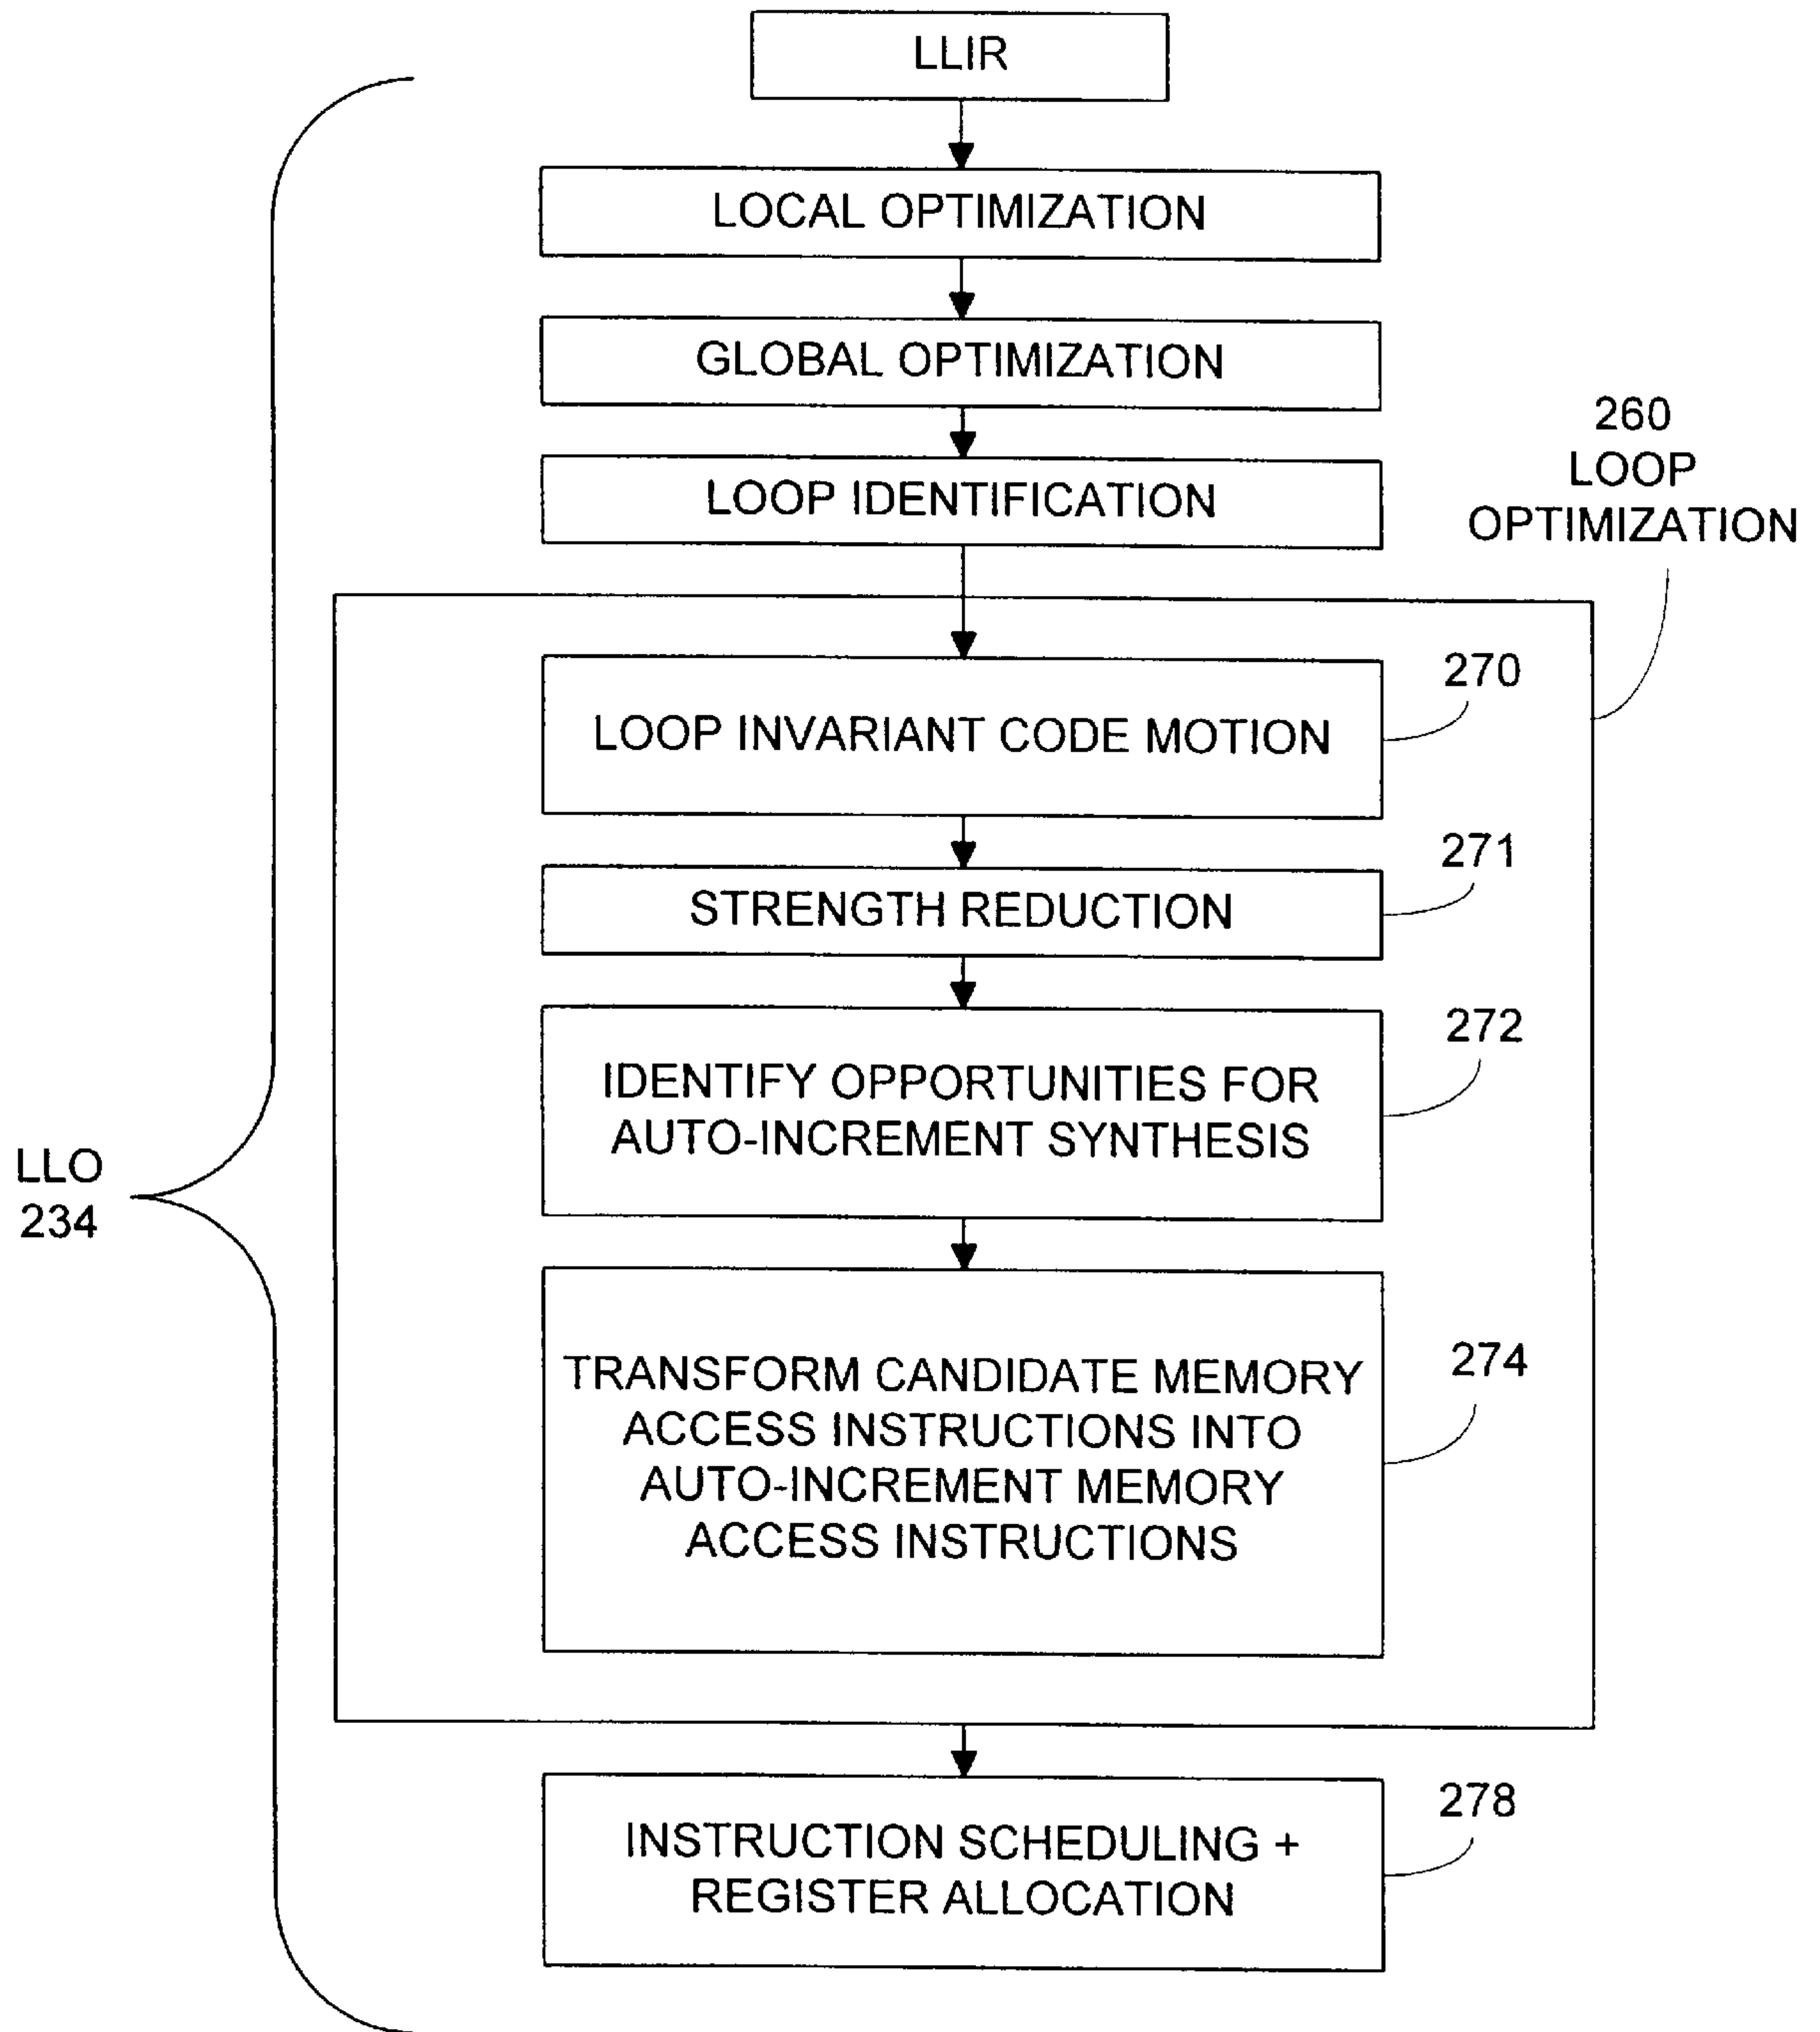 LLIR
LOCAL OPTIMIZATION
GLOBAL OPTIMIZATION
LOOP IDENTIFICATION
260
LOOP
OPTIMIZATION
270
LOOP INVARIANT CODE MOTION
271
STRENGTH REDUCTION
272
IDENTIFY OPPORTUNITIES FOR
AUTO-INCREMENT SYNTHESIS
LLO
234
274
TRANSFORM CANDIDATE MEMORY
ACCESS INSTRUCTIONS INTO
AUTO-INCREMENT MEMORY
ACCESS INSTRUCTIONS
278
INSTRUCTION SCHEDULING +
REGISTER ALLOCATION